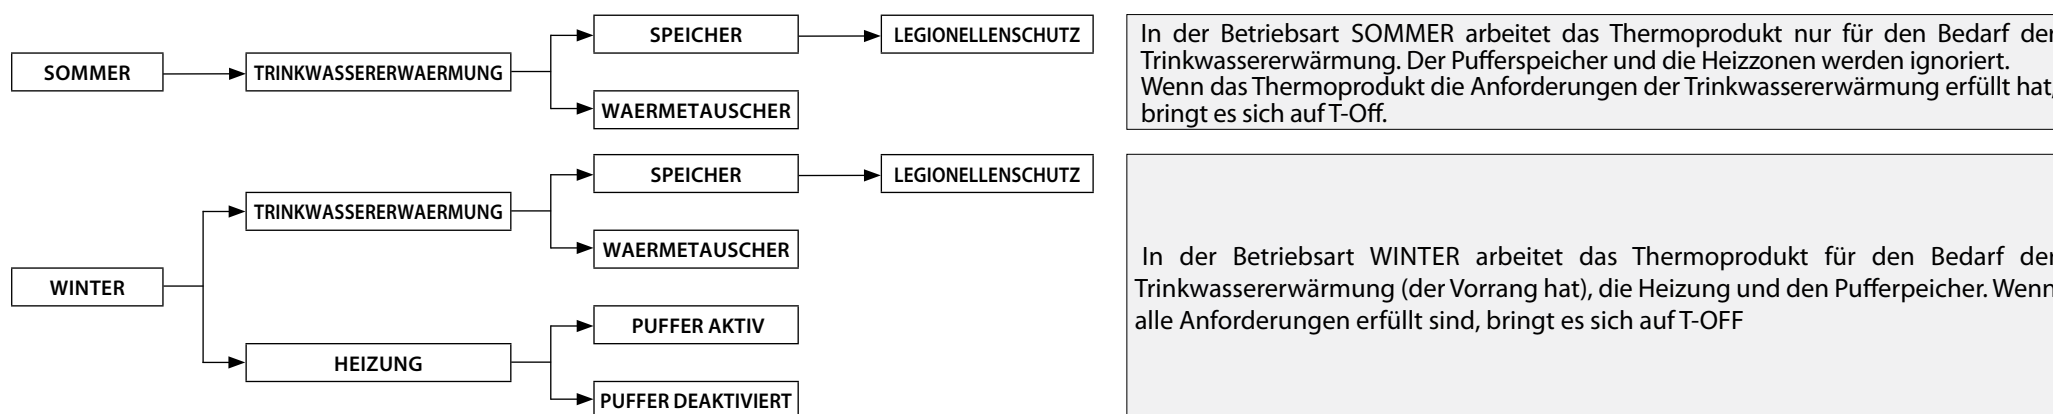 SOMMER
TRINKWASSERERWAERMUNG
SPEICHER
LEGIONELLENSCHUTZ
WAERMETAUSCHER
In der Betriebsart SOMMER arbeitet das Thermoprodukt nur für den Bedarf der
Trinkwassererwärmung. Der Pufferspeicher und die Heizzonen werden ignoriert.
Wenn das Thermoprodukt die Anforderungen der Trinkwassererwärmung erfüllt hat,
bringt es sich auf T-Off.
WINTER
TRINKWASSERERWAERMUNG
SPEICHER
LEGIONELLENSCHUTZ
WAERMETAUSCHER
HEIZUNG
PUFFER AKTIV
PUFFER DEAKTIVIERT
In der Betriebsart WINTER arbeitet das Thermoprodukt für den Bedarf der
Trinkwassererwärmung (der Vorrang hat), die Heizung und den Pufferpeicher. Wenn
alle Anforderungen erfüllt sind, bringt es sich auf T-OFF